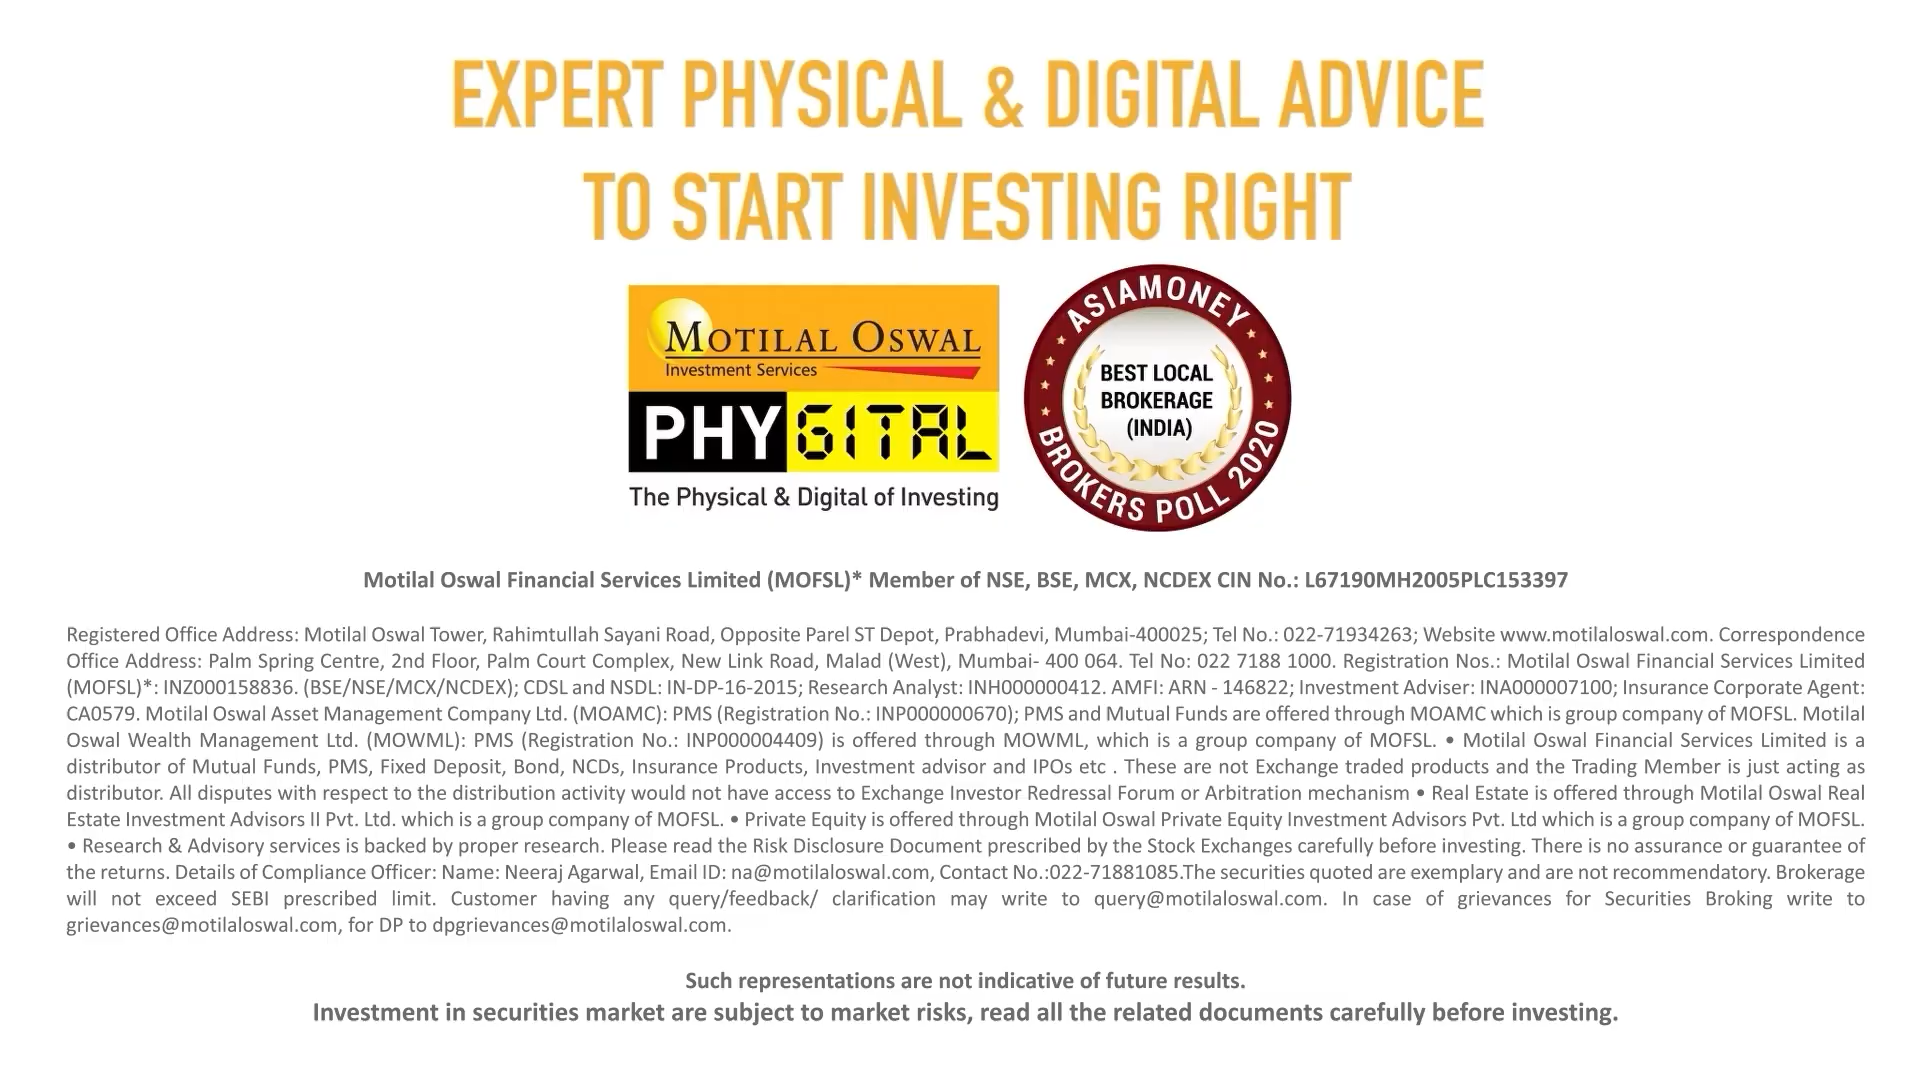 EXPERT PHYSICAL & DIGITAL ADVICE
TO START INVESTING RIGHT
MOTILAL OSWAL
Investment Services
PHYGITAL
The Physical & Digital of Investing
ASIAMONEY
BEST LOCAL
BROKERAGE
(INDIA)
BROKERS POLL 2020
Motilal Oswal Financial Services Limited (MOFSL)* Member of NSE, BSE, MCX, NCDEX CIN No.: L67190MH2005PLC153397
Registered Office Address: Motilal Oswal Tower, Rahimtullah Sayani Road, Opposite Parel ST Depot, Prabhadevi, Mumbai-400025; Tel No.: 022-71934263; Website www.motilaloswal.com. Correspondence
Office Address: Palm Spring Centre, 2nd Floor, Palm Court Complex, New Link Road, Malad (West), Mumbai- 400 064. Tel No: 022 7188 1000. Registration Nos.: Motilal Oswal Financial Services Limited
(MOFSL)*: INZ000158836. (BSE/NSE/MCX/NCDEX); CDSL and NSDL: IN-DP-16-2015; Research Analyst: INH000000412. AMFI: ARN - 146822; Investment Adviser: INA000007100; Insurance Corporate Agent:
CA0579. Motilal Oswal Asset Management Company Ltd. (MOAMC): PMS (Registration No.: INP000000670); PMS and Mutual Funds are offered through MOAMC which is group company of MOFSL. Motilal
Oswal Wealth Management Ltd. (MOWML): PMS (Registration No.: INP000004409) is offered through MOWML, which is a group company of MOFSL. • Motilal Oswal Financial Services Limited is a
distributor of Mutual Funds, PMS, Fixed Deposit, Bond, NCDs, Insurance Products, Investment advisor and IPOs etc . These are not Exchange traded products and the Trading Member is just acting as
distributor. All disputes with respect to the distribution activity would not have access to Exchange Investor Redressal Forum or Arbitration mechanism • Real Estate is offered through Motilal Oswal Real
Estate Investment Advisors II Pvt. Ltd. which is a group company of MOFSL. • Private Equity is offered through Motilal Oswal Private Equity Investment Advisors Pvt. Ltd which is a group company of MOFSL.
• Research & Advisory services is backed by proper research. Please read the Risk Disclosure Document prescribed by the Stock Exchanges carefully before investing. There is no assurance or guarantee of
the returns. Details of Compliance Officer: Name: Neeraj Agarwal, Email ID: na@motilaloswal.com, Contact No.:022-71881085.The securities quoted are exemplary and are not recommendatory. Brokerage
will not exceed SEBI prescribed limit. Customer having any query/feedback/ clarification may write to query@motilaloswal.com. In case of grievances for Securities Broking write to
grievances@motilaloswal.com, for DP to dpgrievances@motilaloswal.com.
Such representations are not indicative of future results.
Investment in securities market are subject to market risks, read all the related documents carefully before investing.